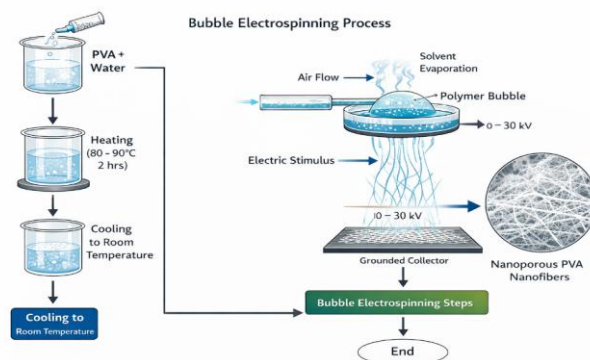 Bubble Electrospinning Process
PVA +
Water
Heating
(80 - 90°C
2 hrs)
Cooling
to Room
Temperature
Cooling to
Room Temperature
Solvent
Evaporation
Air Flow
Polymer Bubble
0 – 30 kV
Electric Stimulus
0 – 30 kV
Grounded Collector
Nanoporous PVA
Nanofibers
Bubble Electrospinning Steps
End